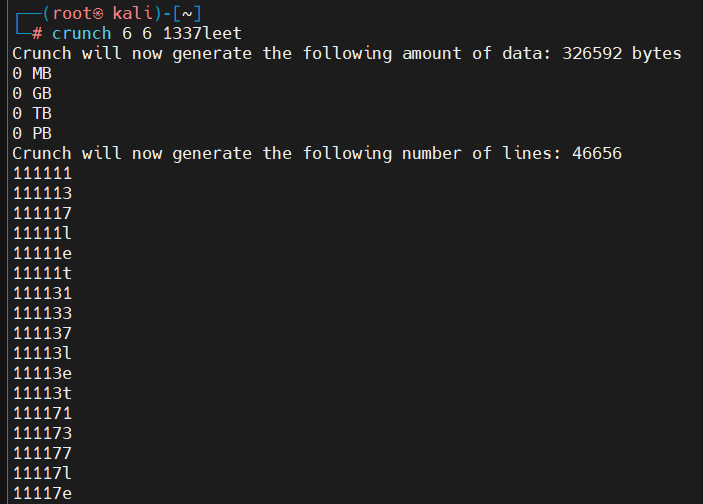 ┌──(root㉿ kali)-[~]
└─# crunch 6 6 1337leet
Crunch will now generate the following amount of data: 326592 bytes
0 MB
0 GB
0 TB
0 PB
Crunch will now generate the following number of lines: 46656
111111
111113
111117
11111l
11111e
11111t
111131
111133
111137
11113l
11113e
11113t
111171
111173
111177
11117l
11117e